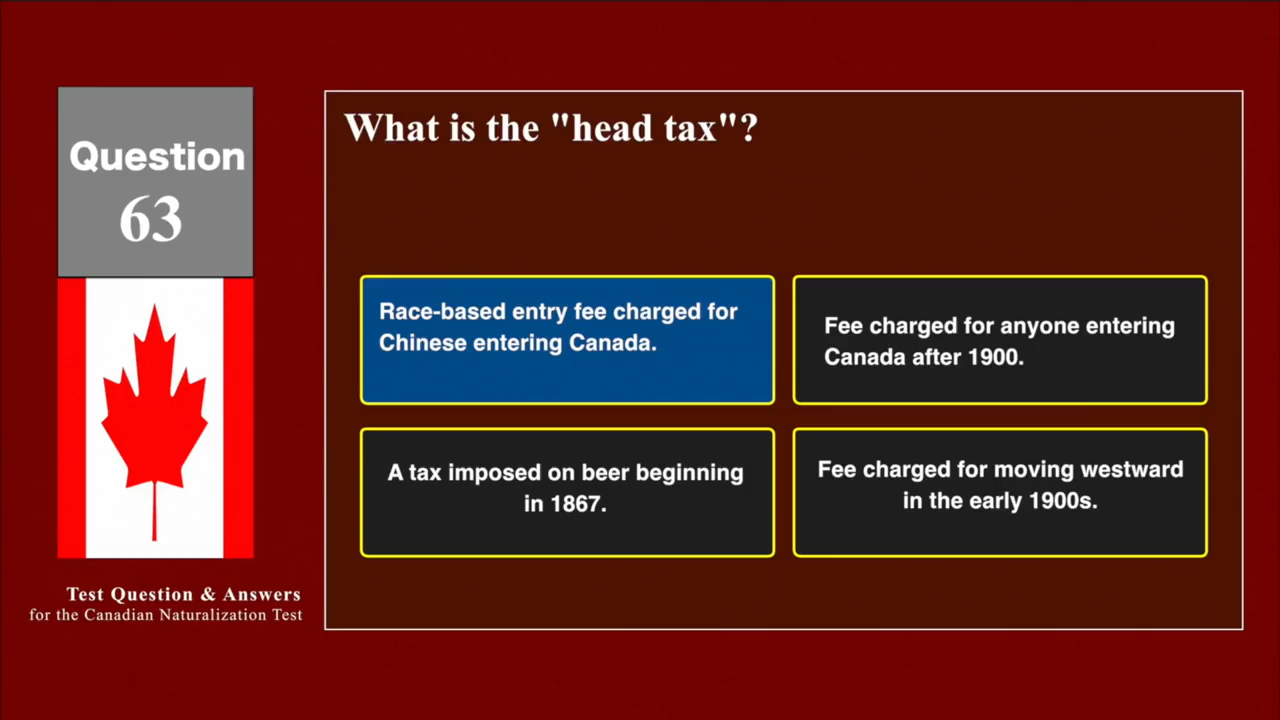 Question
63
What is the "head tax"?
Race-based entry fee charged for
Chinese entering Canada.
Fee charged for anyone entering
Canada after 1900.
A tax imposed on beer beginning
in 1867.
Fee charged for moving westward
in the early 1900s.
Test Question & Answers
for the Canadian Naturalization Test